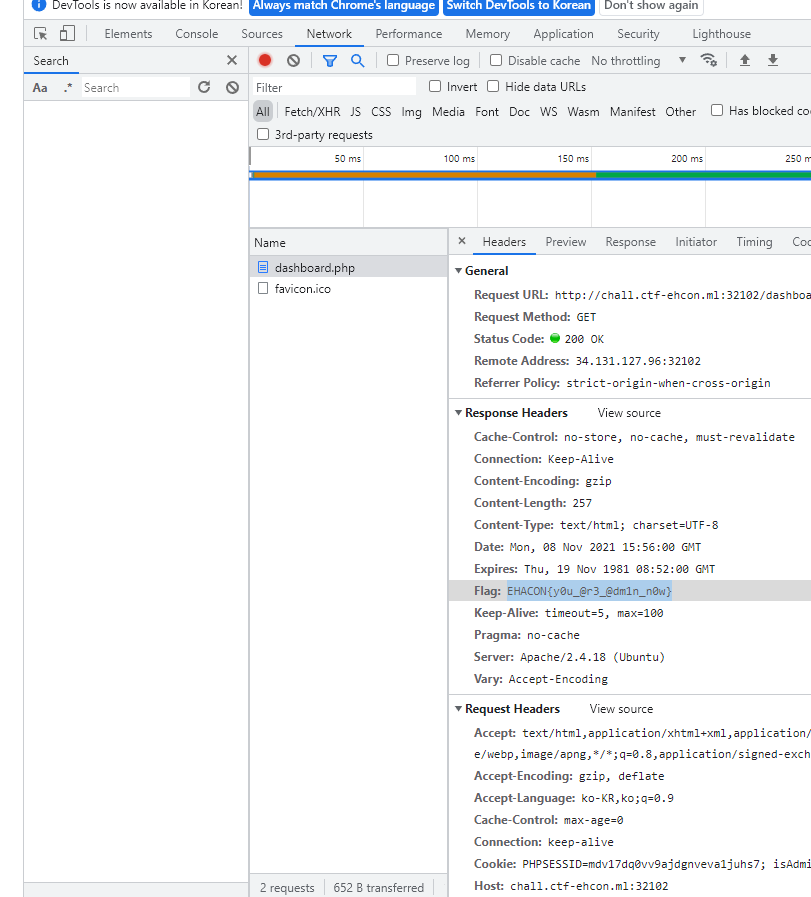 DevTools is now available in Korean! Always match Chrome's language Switch DevTools to Korean Don't show again
Elements Console Sources Network Performance Memory Application Security Lighthouse
Search
Preserve log Disable cache No throttling
Aa .* Search
Filter Invert Hide data URLs
All Fetch/XHR JS CSS Img Media Font Doc WS Wasm Manifest Other Has blocked
3rd-party requests
50 ms 100 ms 150 ms 200 ms 250
Name
Headers Preview Response Initiator Timing
dashboard.php
favicon.ico
General
Request URL: http://chall.ctf-ehcon.ml:32102/dashboa
Request Method: GET
Status Code: 200 OK
Remote Address: 34.131.127.96:32102
Referrer Policy: strict-origin-when-cross-origin
Response Headers View source
Cache-Control: no-store, no-cache, must-revalidate
Connection: Keep-Alive
Content-Encoding: gzip
Content-Length: 257
Content-Type: text/html; charset=UTF-8
Date: Mon, 08 Nov 2021 15:56:00 GMT
Expires: Thu, 19 Nov 1981 08:52:00 GMT
Flag: EHACON{y0u_@r3_@dm1n_n0w}
Keep-Alive: timeout=5, max=100
Pragma: no-cache
Server: Apache/2.4.18 (Ubuntu)
Vary: Accept-Encoding
Request Headers View source
Accept: text/html,application/xhtml+xml,application/
e/webp,image/apng,*/*;q=0.8,application/signed-exch
Accept-Encoding: gzip, deflate
Accept-Language: ko-KR,ko;q=0.9
Cache-Control: max-age=0
Connection: keep-alive
Cookie: PHPSESSID=mdv17dq0vv9ajdgnveva1juhs7; isAdmi
Host: chall.ctf-ehcon.ml:32102
2 requests 652 B transferred